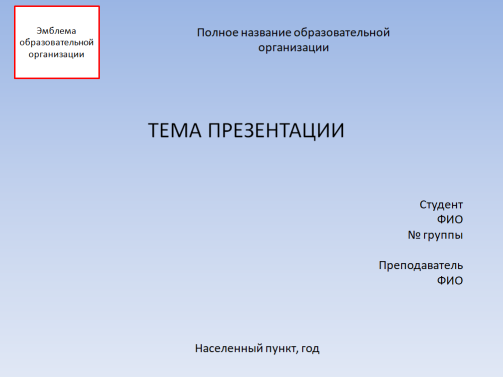 Эмблема
образовательной
организации
Полное название образовательной
организации
ТЕМА ПРЕЗЕНТАЦИИ
Студент
ФИО
№ группы
Преподаватель
ФИО
Населенный пункт, год